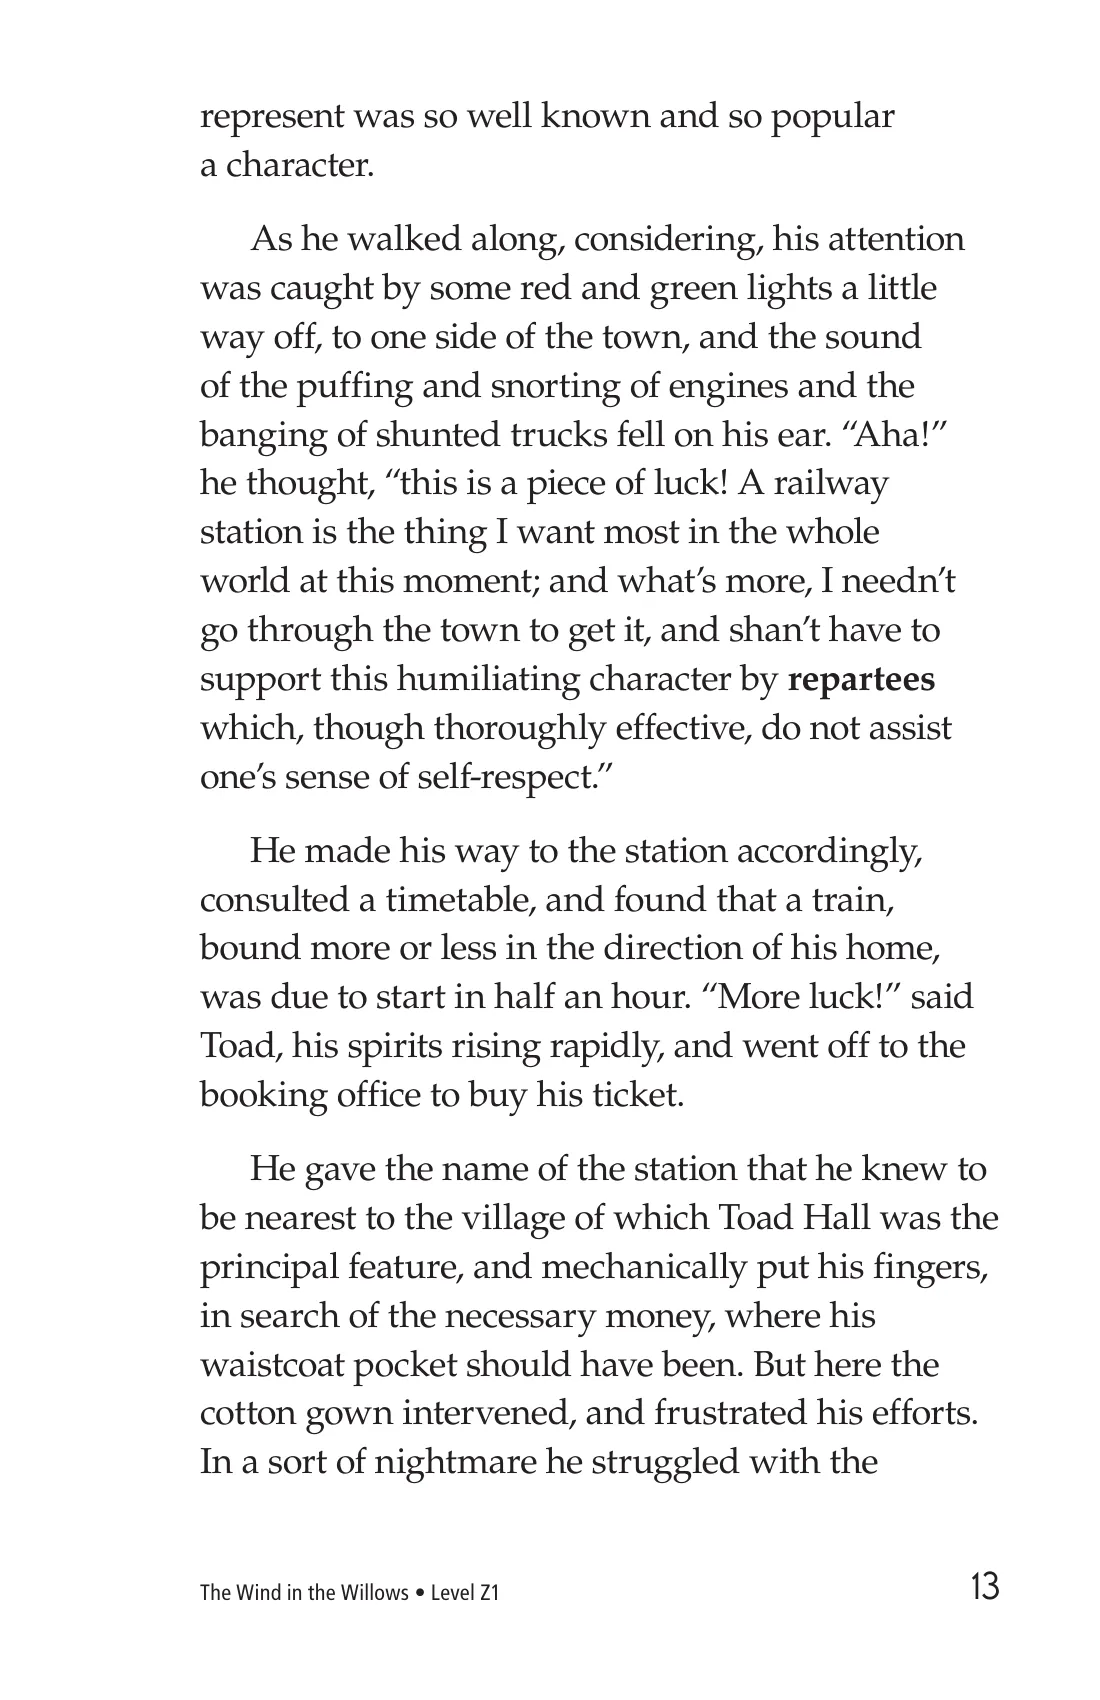 represent was so well known and so popular
a character.
As he walked along, considering, his attention
was caught by some red and green lights a little
way off, to one side of the town, and the sound
of the puffing and snorting of engines and the
banging of shunted trucks fell on his ear. “Aha!”
he thought, “this is a piece of luck! A railway
station is the thing I want most in the whole
world at this moment; and what’s more, I needn’t
go through the town to get it, and shan’t have to
support this humiliating character by repartees
which, though thoroughly effective, do not assist
one’s sense of self-respect.”
He made his way to the station accordingly,
consulted a timetable, and found that a train,
bound more or less in the direction of his home,
was due to start in half an hour. “More luck!” said
Toad, his spirits rising rapidly, and went off to the
booking office to buy his ticket.
He gave the name of the station that he knew to
be nearest to the village of which Toad Hall was the
principal feature, and mechanically put his fingers,
in search of the necessary money, where his
waistcoat pocket should have been. But here the
cotton gown intervened, and frustrated his efforts.
In a sort of nightmare he struggled with the
The Wind in the Willows • Level Z1 13